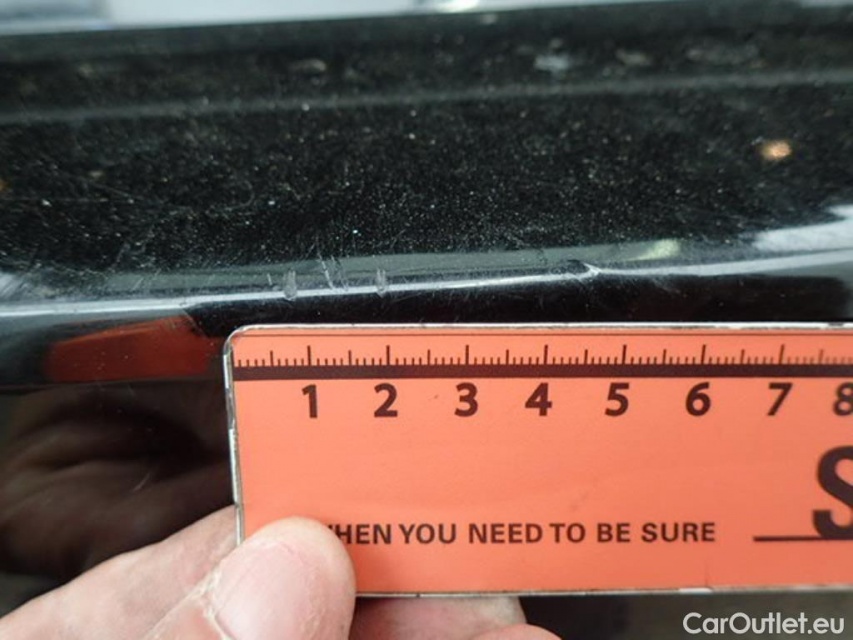 1 2 3 4 5 6 7 8
HEN YOU NEED TO BE SURE
S
CarOutlet.eu